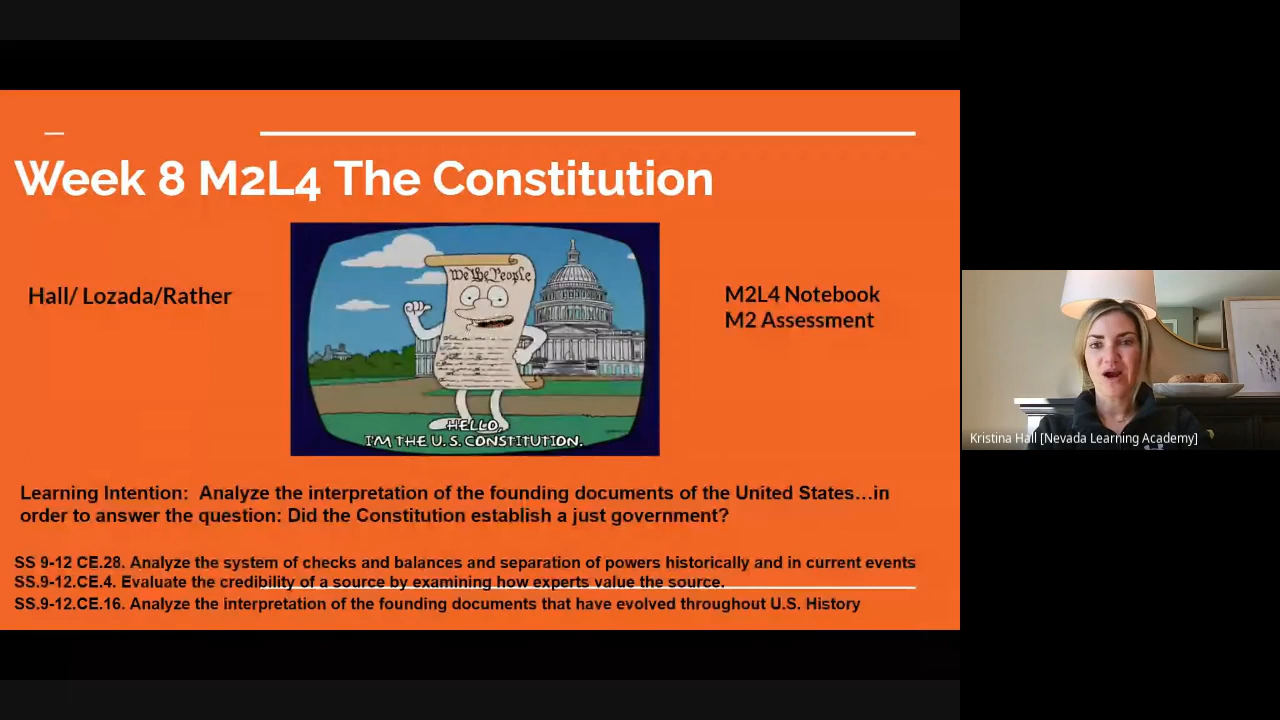 Week 8 M2L4 The Constitution
Hall/ Lozada/Rather
We the People
HELLO,
I'M THE U.S. CONSTITUTION.
M2L4 Notebook
M2 Assessment
Learning Intention: Analyze the interpretation of the founding documents of the United States…in
order to answer the question: Did the Constitution establish a just government?
SS 9-12 CE.28. Analyze the system of checks and balances and separation of powers historically and in current events
SS.9-12.CE.4. Evaluate the credibility of a source by examining how experts value the source.
SS.9-12.CE.16. Analyze the interpretation of the founding documents that have evolved throughout U.S. History
Kristina Hall [Nevada Learning Academy]